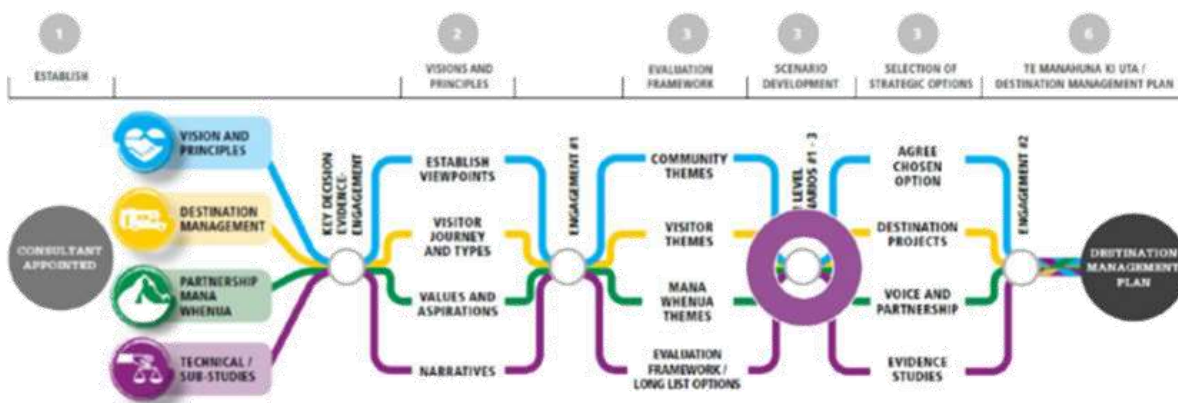 1
2
3
3
3
6
ESTABLISH
VISIONS AND
PRINCIPLES
EVALUATION
FRAMEWORK
SCENARIO
DEVELOPMENT
SELECTION OF
STRATEGIC OPTIONS
TE MANAHUNA KI UTA /
DESTINATION MANAGEMENT PLAN
CONSULTANT
APPOINTED
VISION AND
PRINCIPLES
DESTINATION
MANAGEMENT
PARTNERSHIP
MANA
WHENUA
TECHNICAL /
SUB-STUDIES
KEY DECISION
EVIDENCE-
ENGAGEMENT
ESTABLISH
VIEWPOINTS
VISITOR
JOURNEY
AND TYPES
VALUES AND
ASPIRATIONS
NARRATIVES
ENGAGEMENT #1
COMMUNITY
THEMES
VISITOR
THEMES
MANA
WHENUA
THEMES
EVALUATION
FRAMEWORK /
LONG LIST OPTIONS
LEVEL
ARIOS #1 - 3
AGREE
CHOSEN
OPTION
DESTINATION
PROJECTS
VOICE AND
PARTNERSHIP
EVIDENCE
STUDIES
ENGAGEMENT #2
DESTINATION
MANAGEMENT
PLAN